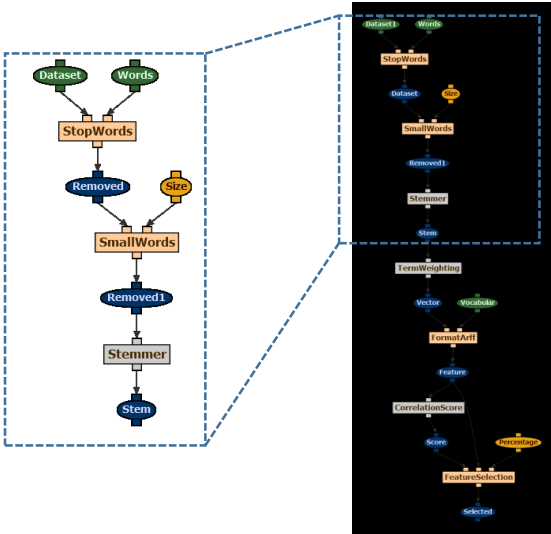 Dataset Words
StopWords
Removed Size
SmallWords
Removed1
Stemmer
Stem
Dataset1 Words
StopWords
Dataset Size
SmallWords
Removed1
Stemmer
Stem
TermWeighting
Vector Vocabular
FormatArff
Feature
CorrelationScore
Score Percentage
FeatureSelection
Selected